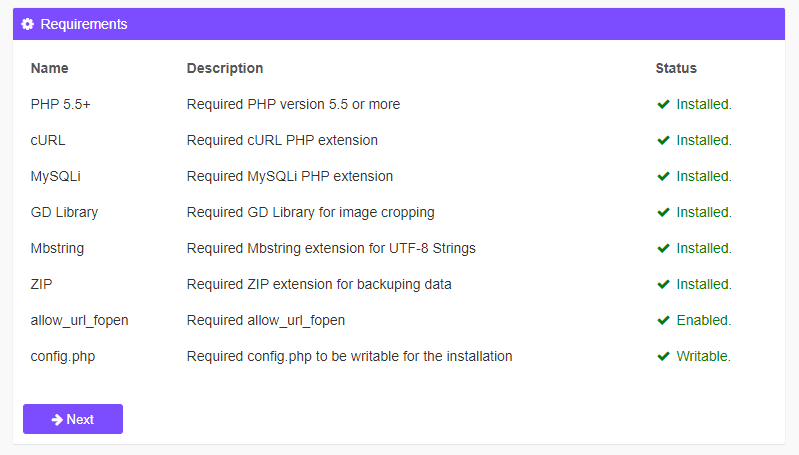 Requirements
Name Description Status
PHP 5.5+ Required PHP version 5.5 or more Installed.
cURL Required cURL PHP extension Installed.
MySQLi Required MySQLi PHP extension Installed.
GD Library Required GD Library for image cropping Installed.
Mbstring Required Mbstring extension for UTF-8 Strings Installed.
ZIP Required ZIP extension for backuping data Installed.
allow_url_fopen Required allow_url_fopen Enabled.
config.php Required config.php to be writable for the installation Writable.
Next